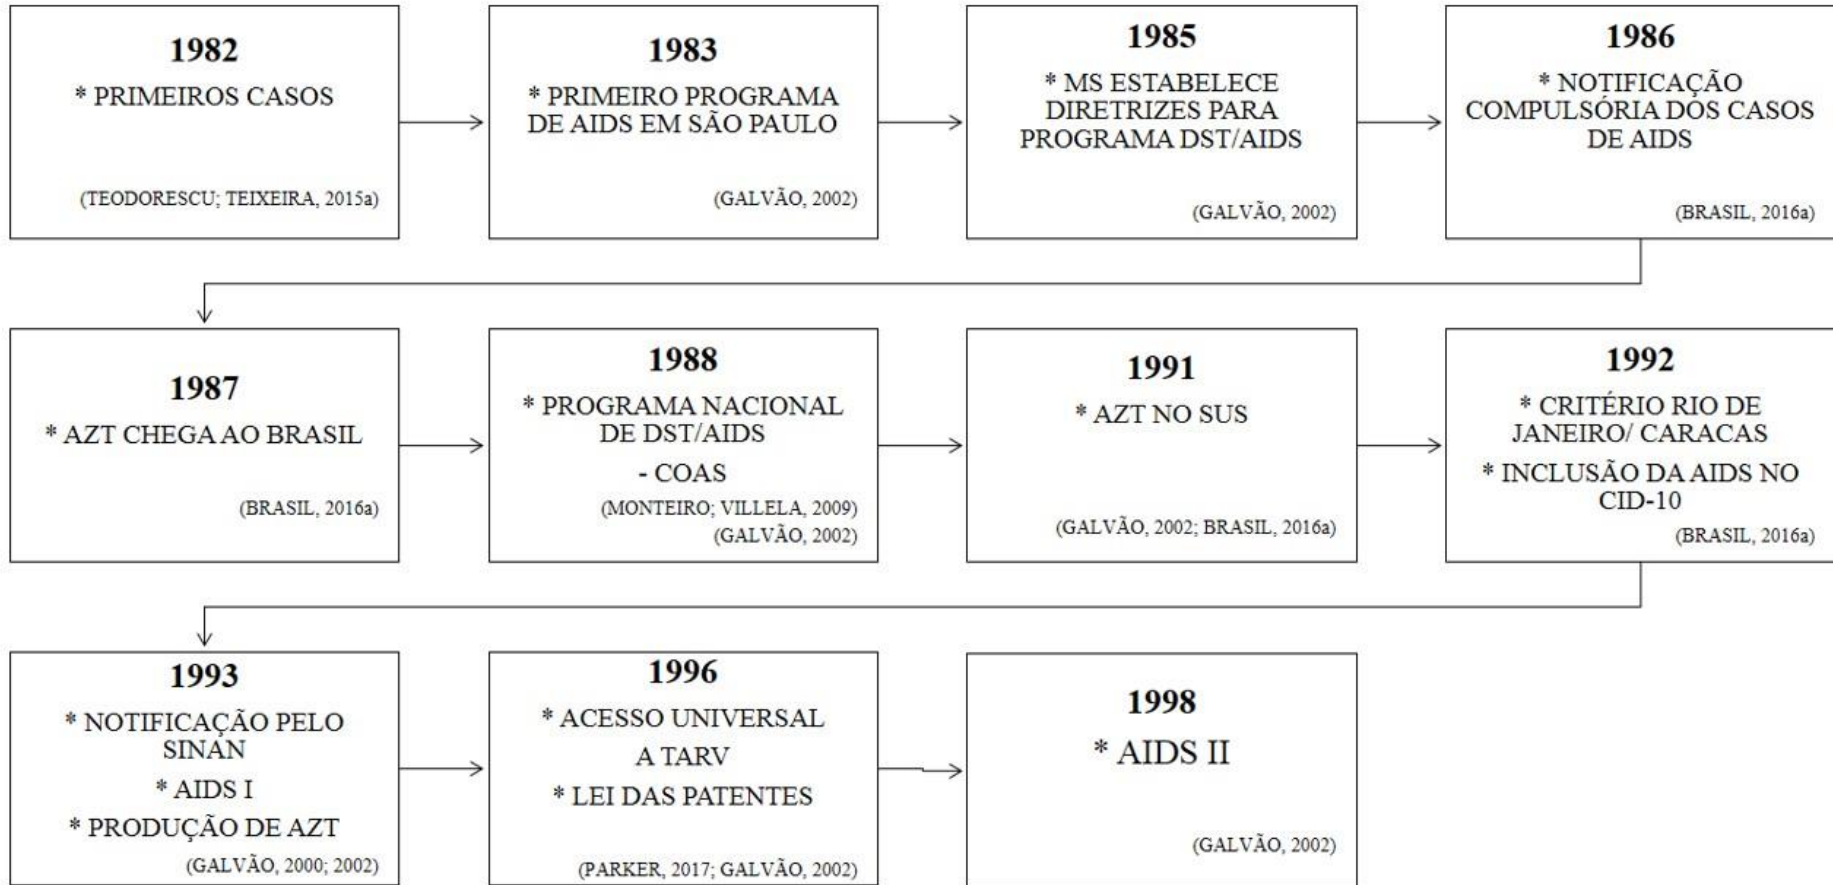 1982
* PRIMEIROS CASOS
(TEODORESCU; TEIXEIRA, 2015a)
1983
* PRIMEIRO PROGRAMA
DE AIDS EM SÃO PAULO
(GALVÃO, 2002)
1985
* MS ESTABELECE
DIRETRIZES PARA
PROGRAMA DST/AIDS
(GALVÃO, 2002)
1986
* NOTIFICAÇÃO
COMPULSÓRIA DOS CASOS
DE AIDS
(BRASIL, 2016a)
1987
* AZT CHEGA AO BRASIL
(BRASIL, 2016a)
1988
* PROGRAMA NACIONAL
DE DST/AIDS
- COAS
(MONTEIRO; VILLELA, 2009)
(GALVÃO, 2002)
1991
* AZT NO SUS
(GALVÃO, 2002; BRASIL, 2016a)
1992
* CRITÉRIO RIO DE
JANEIRO/ CARACAS
* INCLUSÃO DA AIDS NO
CID-10
(BRASIL, 2016a)
1993
* NOTIFICAÇÃO PELO
SINAN
* AIDS I
* PRODUÇÃO DE AZT
(GALVÃO, 2000; 2002)
1996
* ACESSO UNIVERSAL
A TARV
* LEI DAS PATENTES
(PARKER, 2017; GALVÃO, 2002)
1998
* AIDS II
(GALVÃO, 2002)